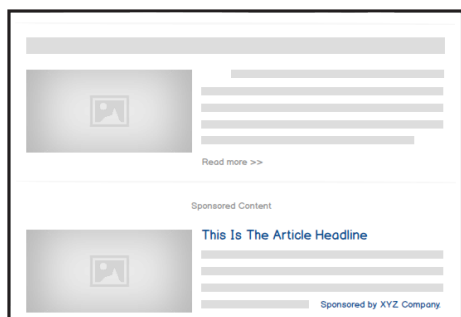 Read more >>
Sponsored Content
This Is The Article Headline
Sponsored by XYZ Company.